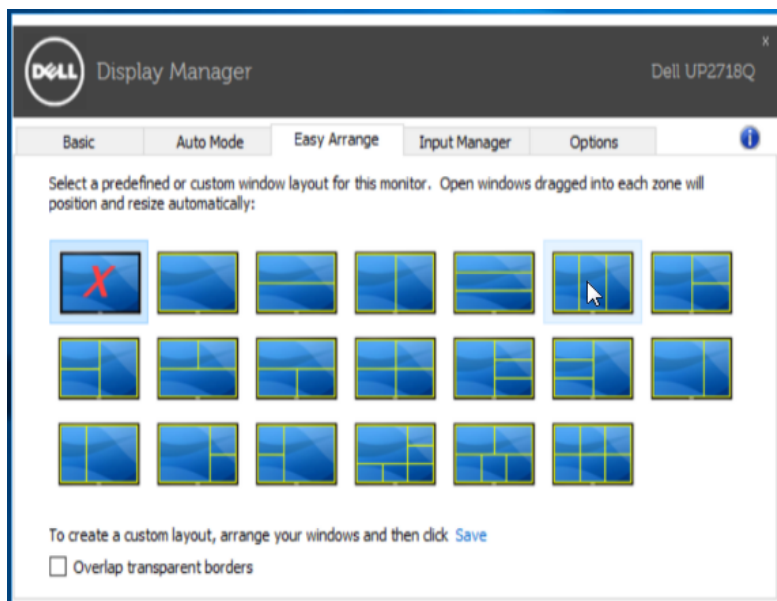 x
DELL Display Manager Dell UP2718Q
Basic Auto Mode Easy Arrange Input Manager Options i
Select a predefined or custom window layout for this monitor. Open windows dragged into each zone will
position and resize automatically:
X
To create a custom layout, arrange your windows and then click Save
Overlap transparent borders